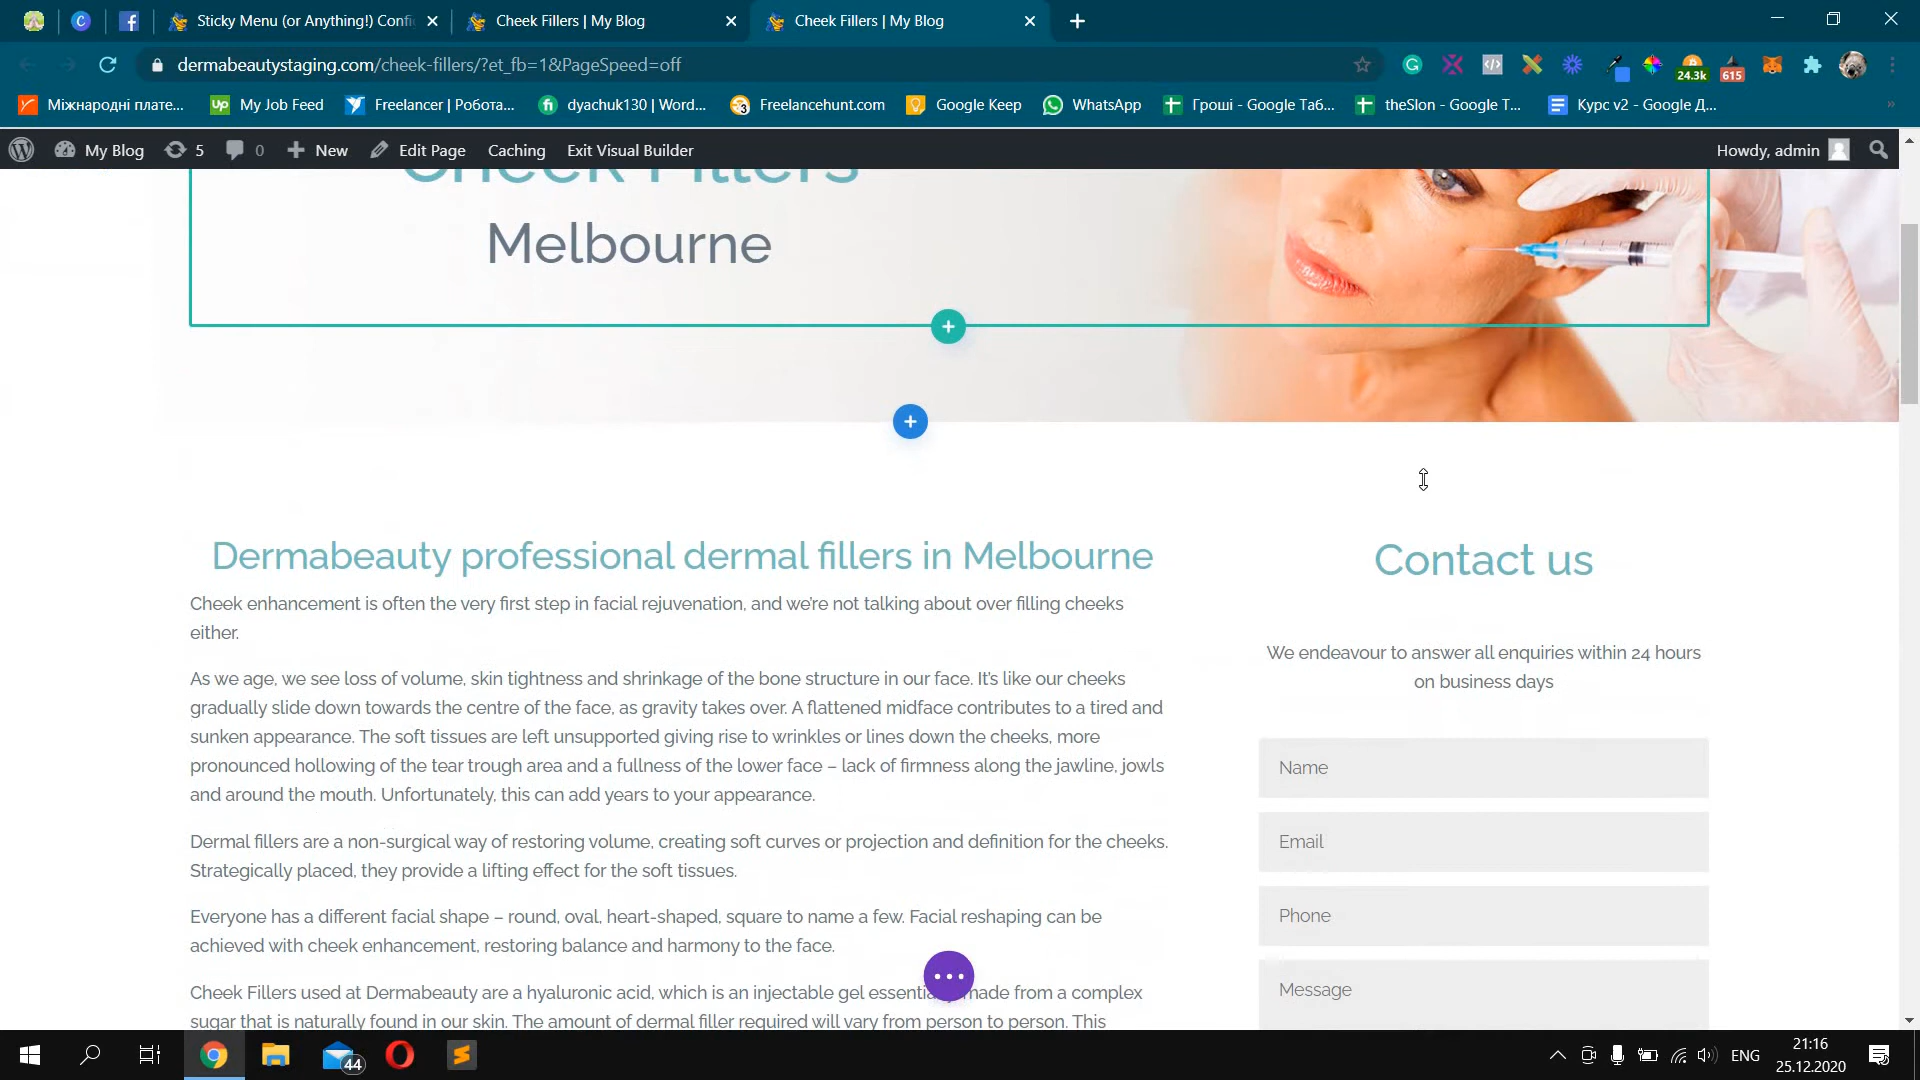 Sticky Menu (or Anything!) Confi
Cheek Fillers | My Blog
Cheek Fillers | My Blog
dermabeautystaging.com/cheek-fillers/?et_fb=1&PageSpeed=off
24.3k
615
Міжнародні плате...
My Job Feed
Freelancer | Робота...
dyachuk130 | Word...
Freelancehunt.com
Google Keep
WhatsApp
Гроші - Google Таб...
theSlon - Google Т...
Курс v2 - Google Д...
My Blog
5
0
New
Edit Page
Caching
Exit Visual Builder
Howdy, admin
Cheek Fillers
Melbourne
Dermabeauty professional dermal fillers in Melbourne
Cheek enhancement is often the very first step in facial rejuvenation, and we're not talking about over filling cheeks
either.
As we age, we see loss of volume, skin tightness and shrinkage of the bone structure in our face. It's like our cheeks
gradually slide down towards the centre of the face, as gravity takes over. A flattened midface contributes to a tired and
sunken appearance. The soft tissues are left unsupported giving rise to wrinkles or lines down the cheeks, more
pronounced hollowing of the tear trough area and a fullness of the lower face – lack of firmness along the jawline, jowls
and around the mouth. Unfortunately, this can add years to your appearance.
Dermal fillers are a non-surgical way of restoring volume, creating soft curves or projection and definition for the cheeks.
Strategically placed, they provide a lifting effect for the soft tissues.
Everyone has a different facial shape – round, oval, heart-shaped, square to name a few. Facial reshaping can be
achieved with cheek enhancement, restoring balance and harmony to the face.
Cheek Fillers used at Dermabeauty are a hyaluronic acid, which is an injectable gel essenti made from a complex
sugar that is naturally found in our skin. The amount of dermal filler required will vary from person to person. This
Contact us
We endeavour to answer all enquiries within 24 hours
on business days
Name
Email
Phone
Message
44
ENG
21:16
25.12.2020